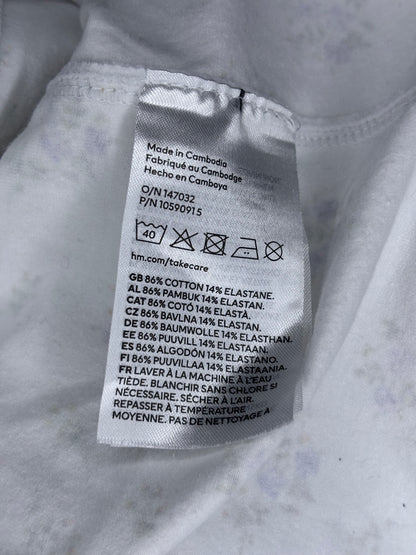 Made in Cambodia
Fabriqué au Cambodge
Hecho en Camboya
O/N 147032
P/N 10590915
40
hm.com/takecare
GB 86% COTTON 14% ELASTANE.
AL 86% PAMBUK 14% ELASTAN.
CAT 86% COTÓ 14% ELASTÀ.
CZ 86% BAVLNA 14% ELASTAN.
DE 86% BAUMWOLLE 14% ELASTHAN.
EE 86% PUUVILL 14% ELASTAAN.
ES 86% ALGODÓN 14% ELASTANO.
FI 86% PUUVILLAA 14% ELASTAANIA.
FR LAVER À LA MACHINE À L'EAU
TIÈDE. BLANCHIR SANS CHLORE SI
NÉCESSAIRE. SÉCHER À L'AIR.
REPASSER À TEMPÉRATURE
MOYENNE. PAS DE NETTOYAGE À